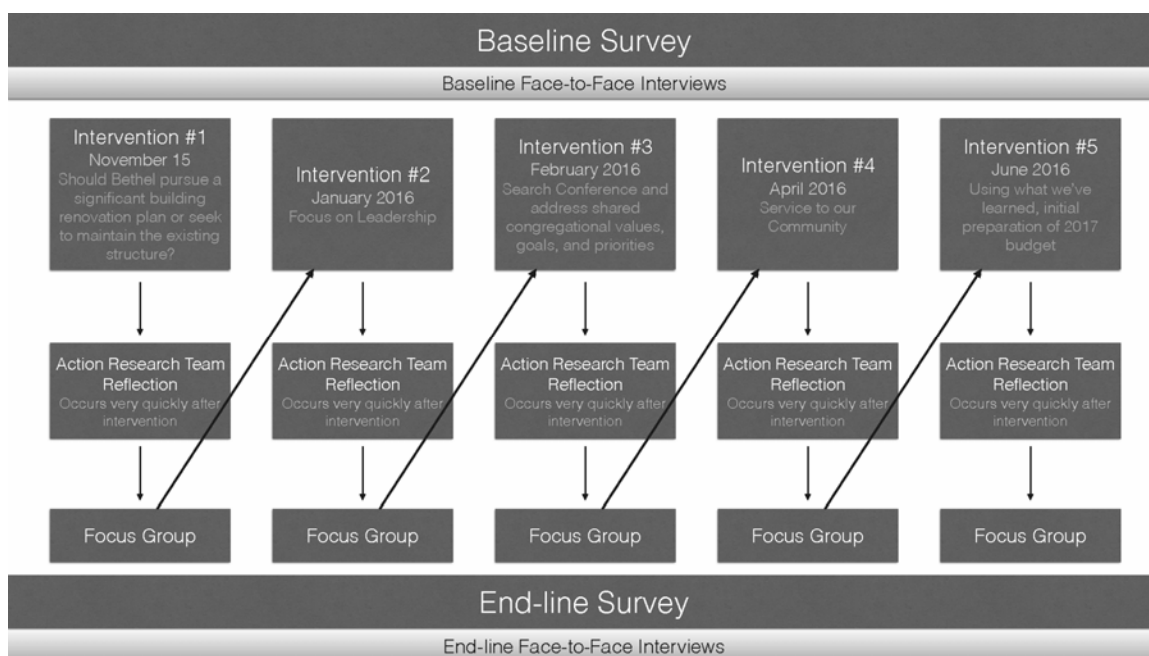 Baseline Survey
Baseline Face-to-Face Interviews
Intervention #1
November 15
Should Bethel pursue a
significant building
renovation plan or seek
to maintain the existing
structure?
Intervention #2
January 2016
Focus on Leadership
Intervention #3
February 2016
Search Conference and
address shared
congregational values,
goals, and priorities
Intervention #4
April 2016
Service to our
Community
Intervention #5
June 2016
Using what we've
learned, initial
preparation of 2017
budget
Action Research Team
Reflection
Occurs very quickly after
intervention
Action Research Team
Reflection
Occurs very quickly after
intervention
Action Research Team
Reflection
Occurs very quickly after
intervention
Action Research Team
Reflection
Occurs very quickly after
intervention
Action Research Team
Reflection
Occurs very quickly after
intervention
Focus Group
Focus Group
Focus Group
Focus Group
Focus Group
End-line Survey
End-line Face-to-Face Interviews